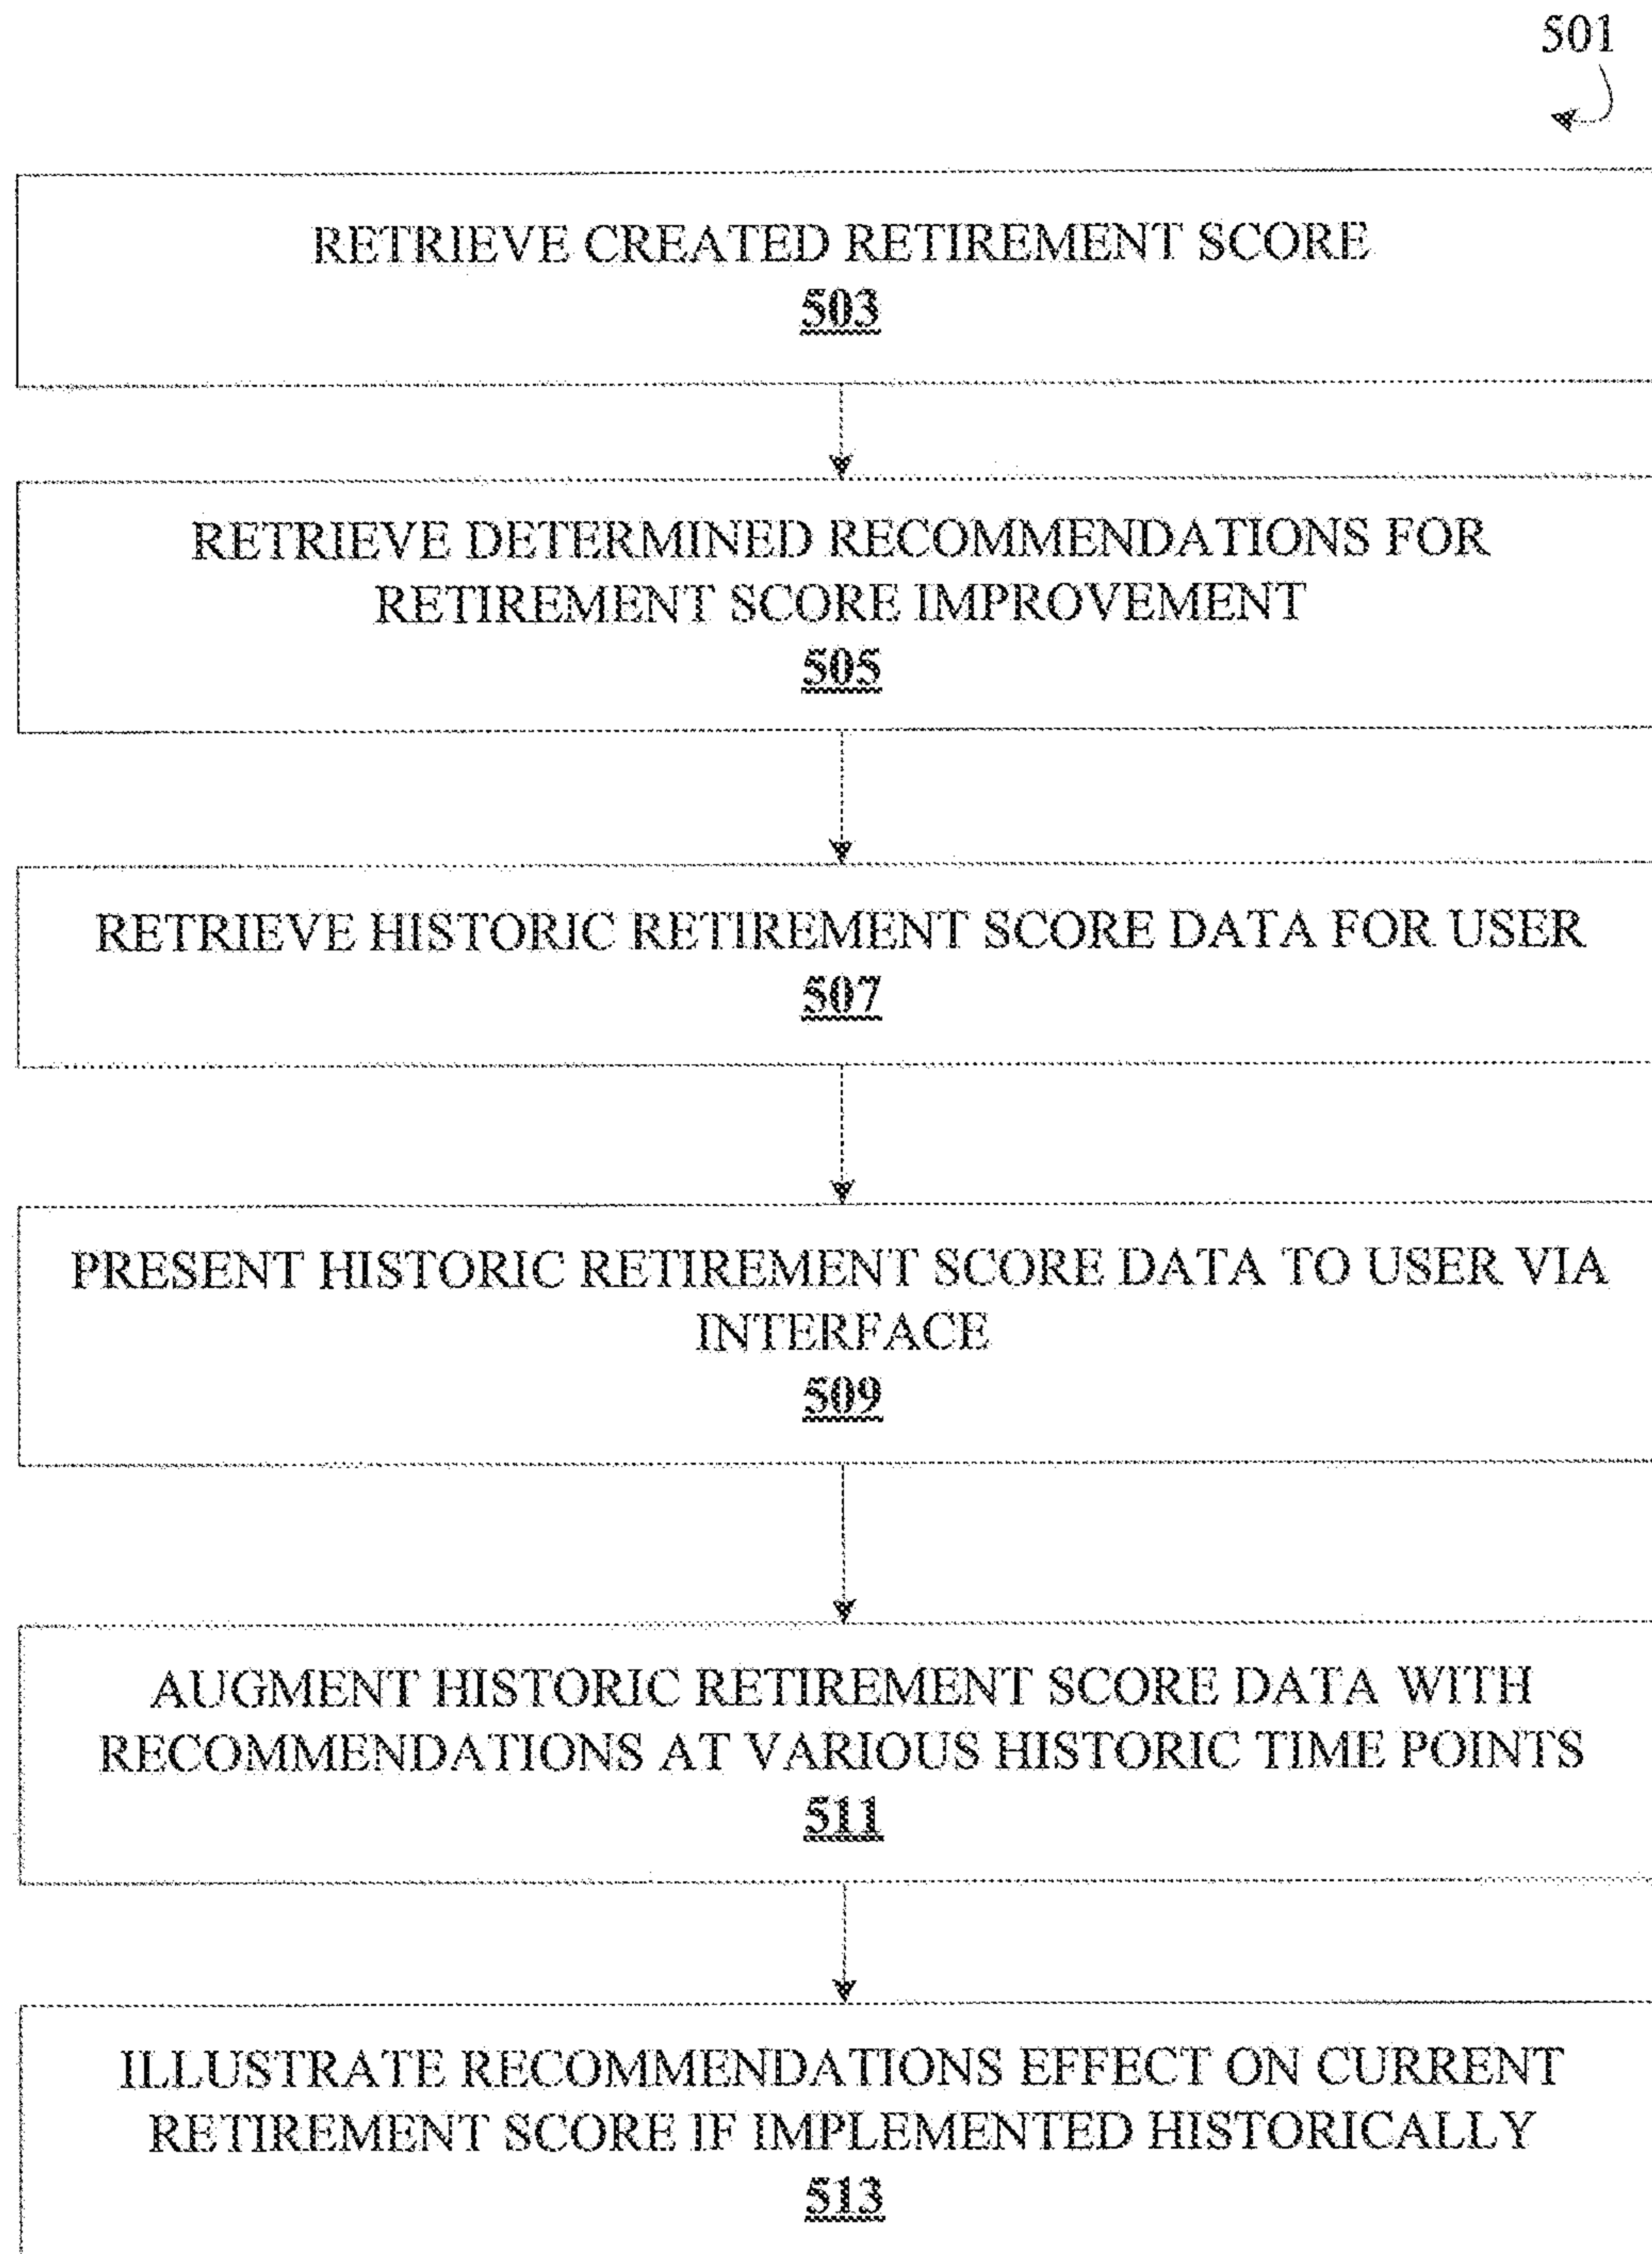 501
RETRIEVE CREATED RETIREMENT SCORE
503
RETRIEVE DETERMINED RECOMMENDATIONS FOR
RETIREMENT SCORE IMPROVEMENT
505
RETRIEVE HISTORIC RETIREMENT SCORE DATA FOR USER
507
PRESENT HISTORIC RETIREMENT SCORE DATA TO USER VIA
INTERFACE
509
AUGMENT HISTORIC RETIREMENT SCORE DATA WITH
RECOMMENDATIONS AT VARIOUS HISTORIC TIME POINTS
511
ILLUSTRATE RECOMMENDATIONS EFFECT ON CURRENT
RETIREMENT SCORE IF IMPLEMENTED HISTORICALLY
513